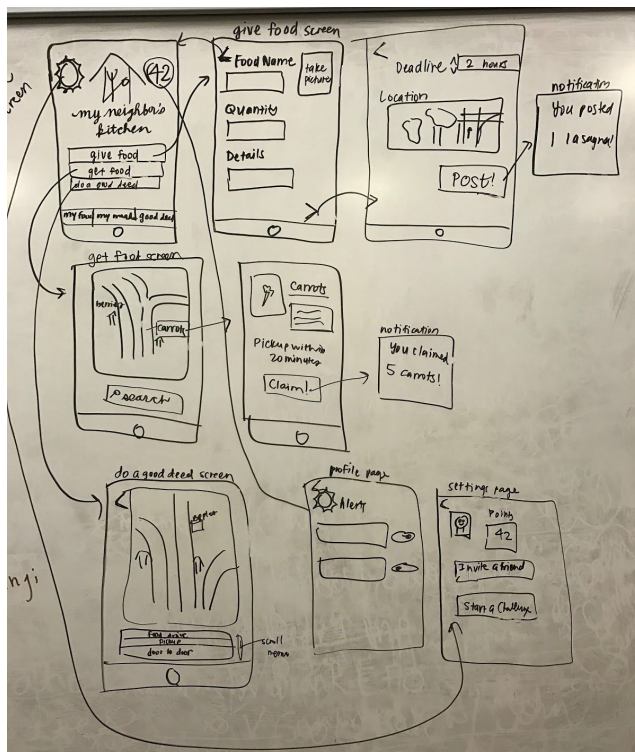 give food screen
42
my neighbor's
kitchen
give food
get food
do a good deed
my food my meals good deed
Food Name
take
picture
Quantity
Details
Deadline
2 hours
Location
Post!
notification
You posted
1 lasagna!
get food screen
berries
carrots
search
Carrots
Pickup within
20 minutes
Claim!
notification
You claimed
5 carrots!
do a good deed screen
food drive
pickup
door to door
scroll
menu
profile page
Alerts
settings page
Points
42
Invite a friend
Start a Challenge